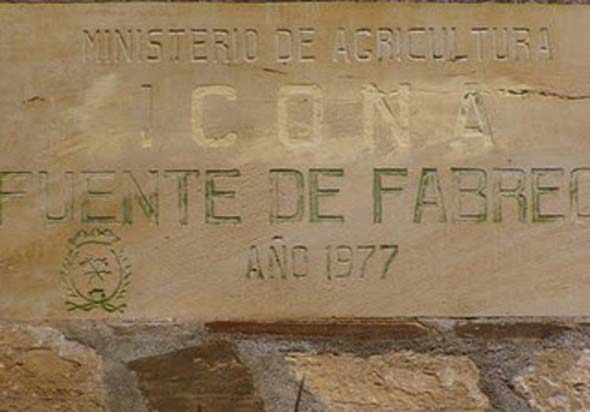 MINISTERIO DE AGRICULTURA
ICONA
FUENTE DE FABREC
AÑO 1977